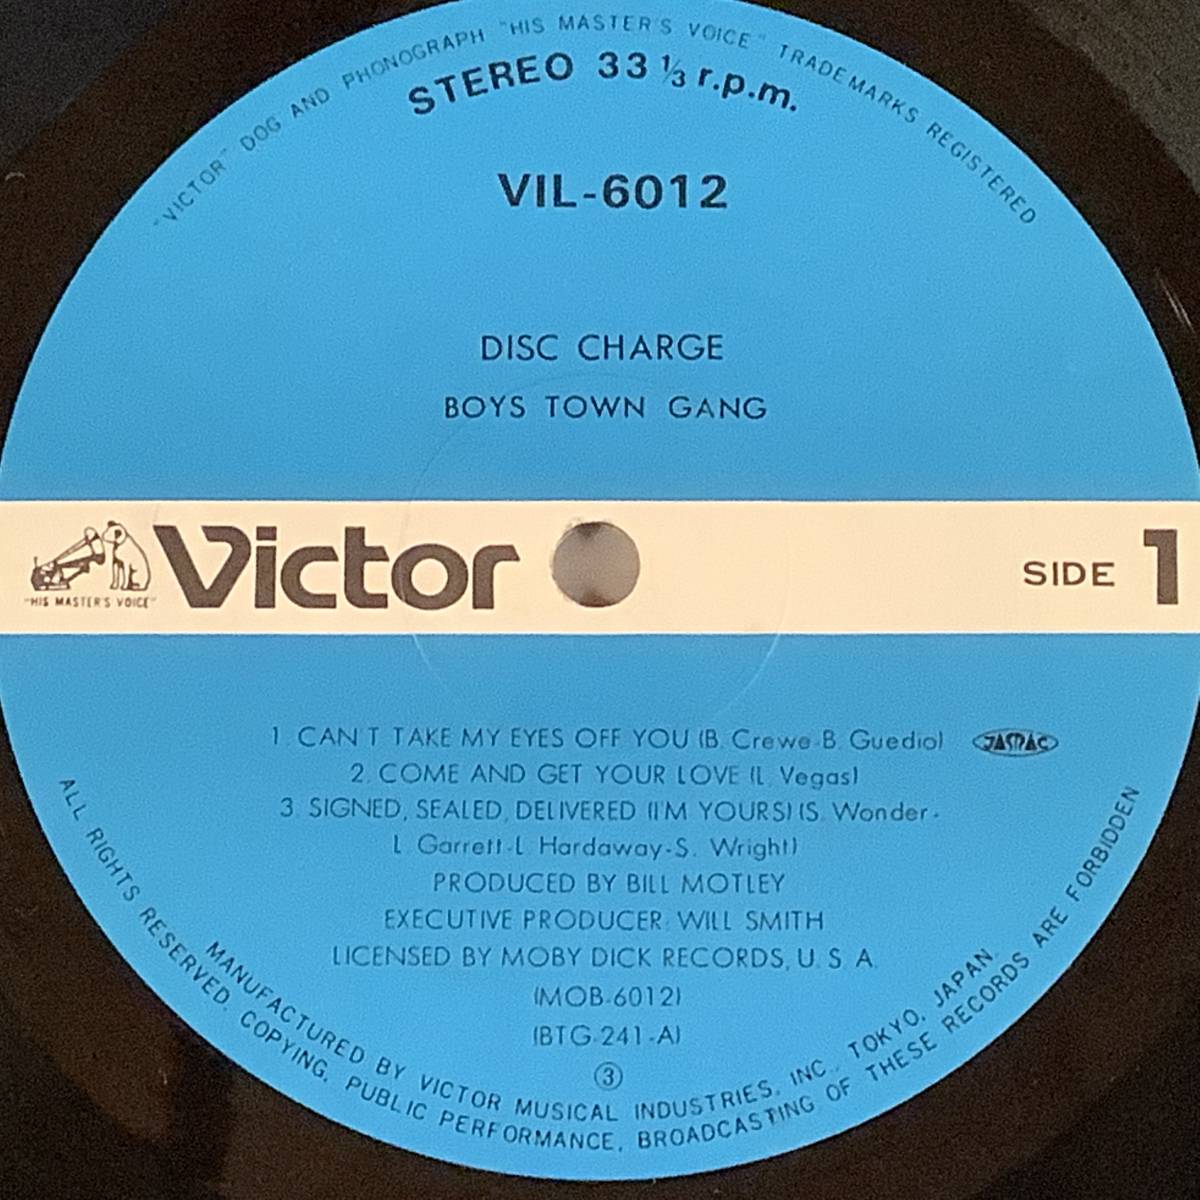 "VICTOR" DOG AND PHONOGRAPH "HIS MASTER'S VOICE" TRADEMARKS REGISTERED
STEREO 33 1/3 r.p.m.
VIL-6012
DISC CHARGE
BOYS TOWN GANG
"HIS MASTER'S VOICE"
Victor
SIDE 1
1. CAN'T TAKE MY EYES OFF YOU (B. Crewe-B. Guedio) JASRAC
2. COME AND GET YOUR LOVE (L. Vegas)
3. SIGNED, SEALED, DELIVERED (I'M YOURS) (S. Wonder-
L. Garrett-L. Hardaway-S. Wright)
PRODUCED BY BILL MOTLEY
EXECUTIVE PRODUCER: WILL SMITH
LICENSED BY MOBY DICK RECORDS, U. S. A.
(MOB-6012)
(BTG-241-A)
③
MANUFACTURED BY VICTOR MUSICAL INDUSTRIES, INC., TOKYO, JAPAN.
ALL RIGHTS RESERVED. COPYING, PUBLIC PERFORMANCE, BROADCASTING OF THESE RECORDS ARE FORBIDDEN